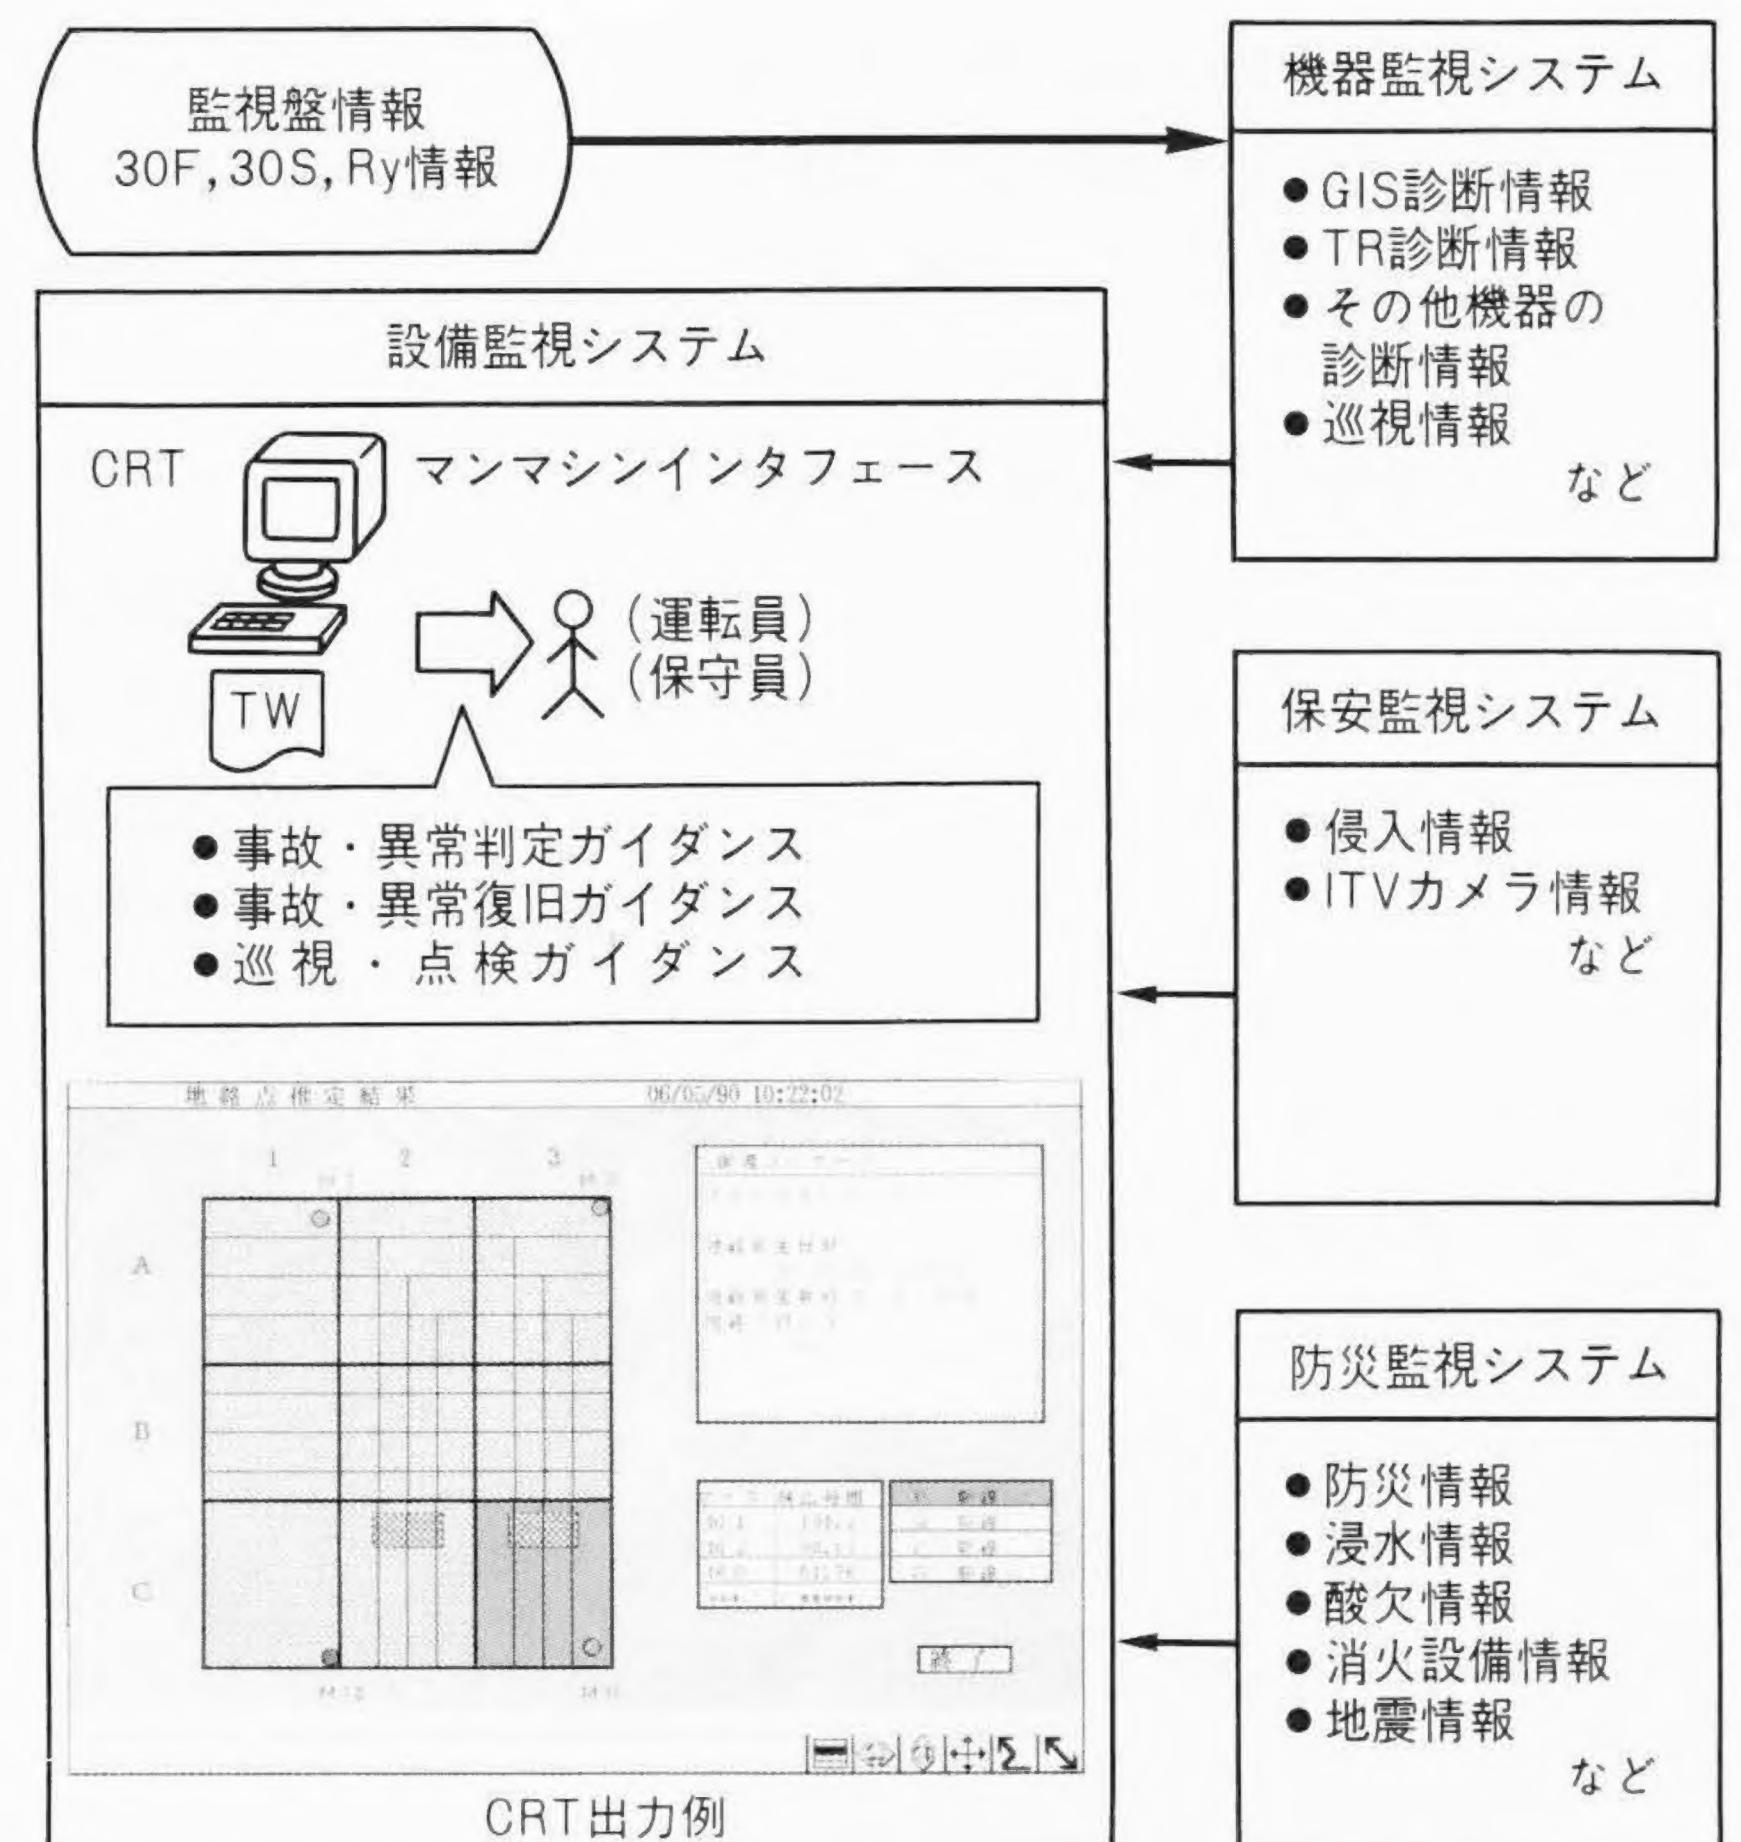 監視盤情報
30F,30S,Ry情報
機器監視システム
●GIS診断情報
●TR診断情報
●その他機器の
診断情報
●巡視情報
など
設備監視システム
CRT
マンマシンインタフェース
(運転員)
(保守員)
TW
●事故・異常判定ガイダンス
●事故・異常復旧ガイダンス
●巡視・点検ガイダンス
保安監視システム
●侵入情報
●ITVカメラ情報
など
地絡点推定結果
1 2 3
A
B
C
終了
CRT出力例
防災監視システム
●防災情報
●浸水情報
●酸欠情報
●消火設備情報
●地震情報
など